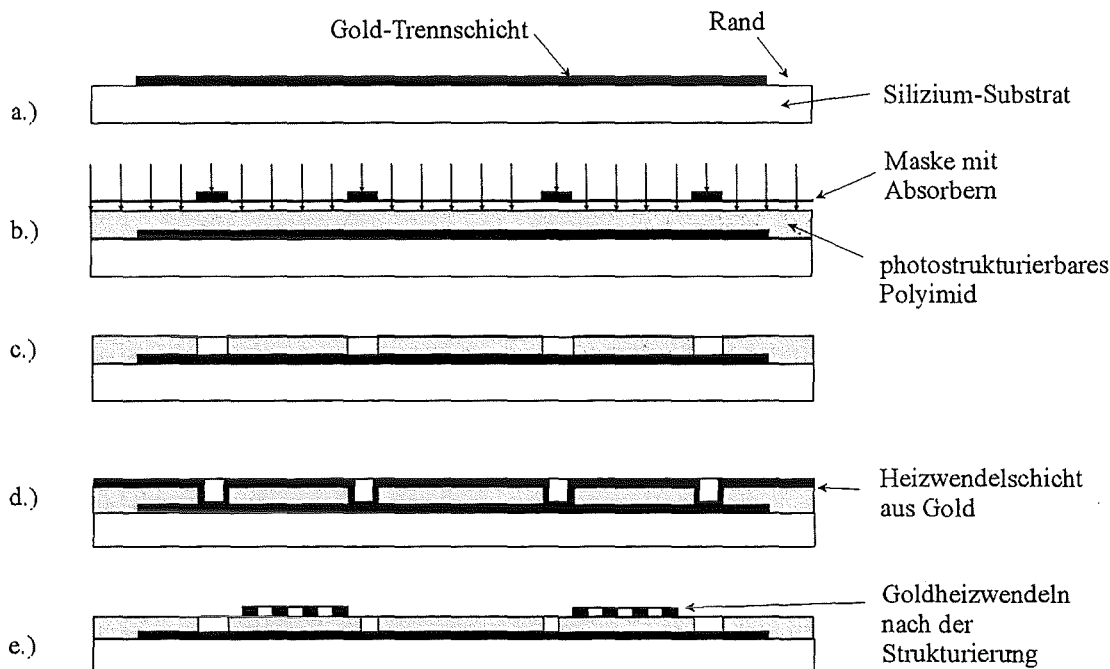 Gold-Trennschicht
Rand
Silizium-Substrat
a.)
Maske mit
Absorbern
b.)
photostrukturierbares
Polyimid
c.)
d.)
Heizwendelschicht
aus Gold
e.)
Goldheizwendeln
nach der
Strukturierung